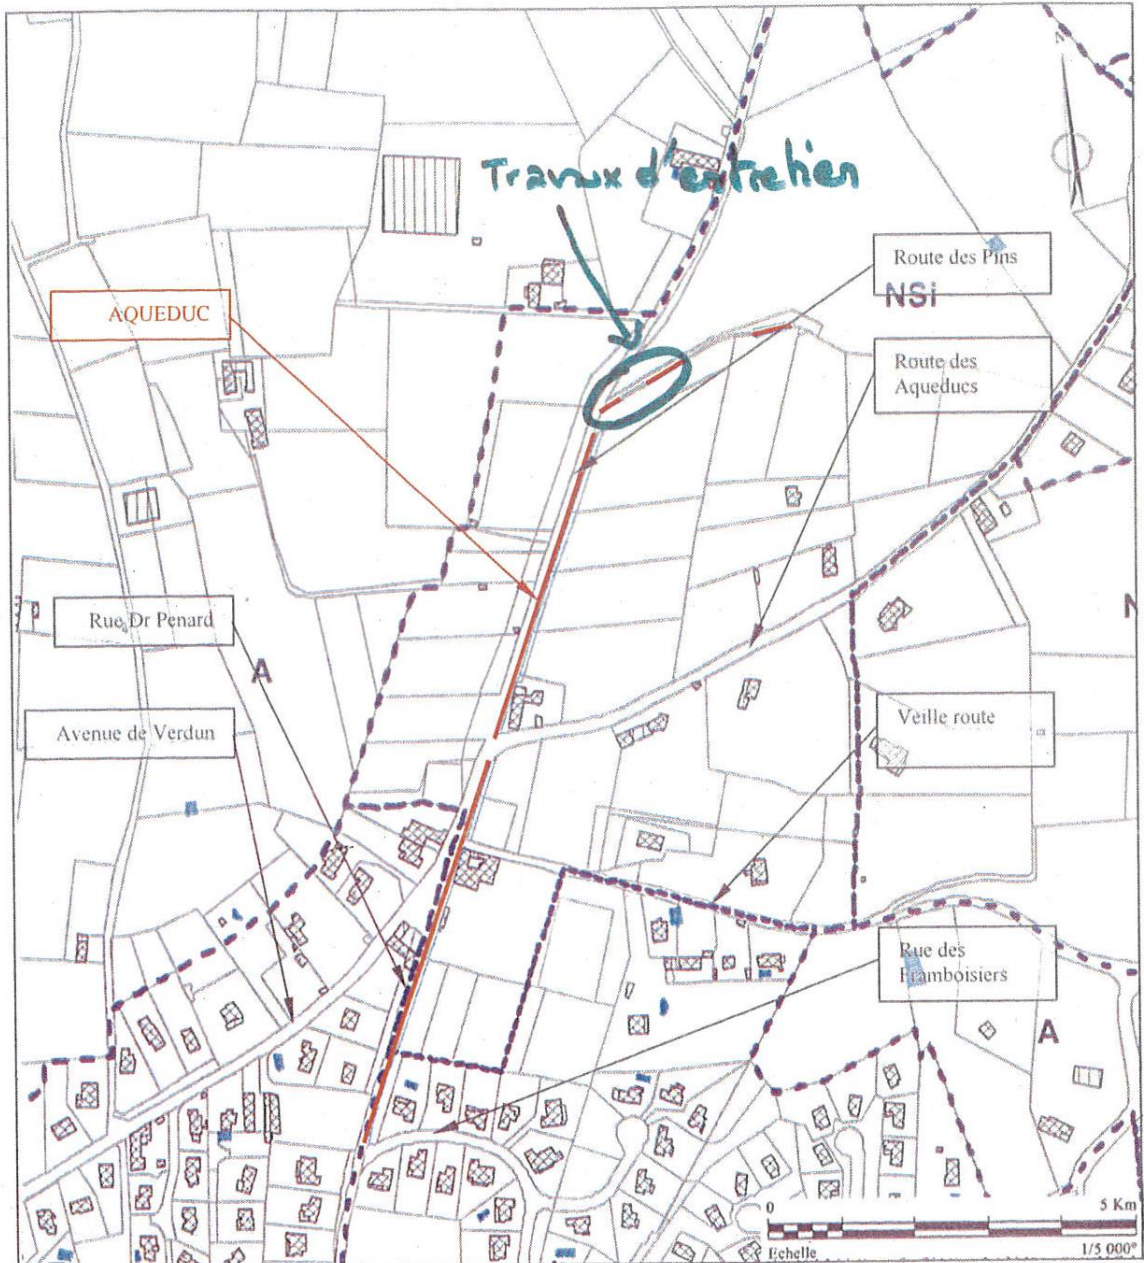 N
Travaux d'entretien
Route des Pins
NSi
AQUEDUC
Route des
Aqueducs
Rue Dr Penard
N
A
Avenue de Verdun
Veille route
Rue des
Framboisiers
A
0 5 Km
Echelle 1/5 000°